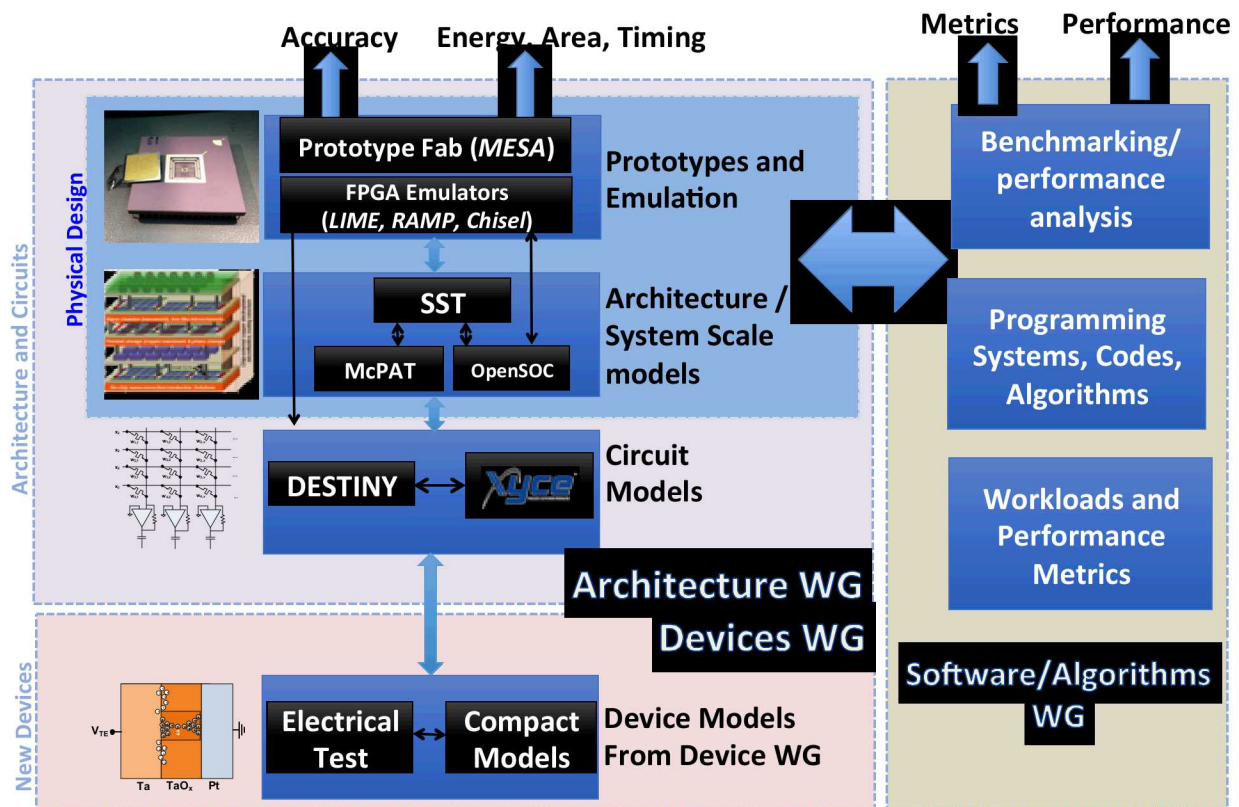 Accuracy
Energy, Area, Timing
Metrics
Performance
Architecture and Circuits
Physical Design
Prototype Fab (MESA)
FPGA Emulators
(LIME, RAMP, Chisel)
Prototypes and
Emulation
SST
McPAT
OpenSOC
Architecture /
System Scale
models
DESTINY
Xyce
Circuit
Models
Architecture WG
Devices WG
New Devices
VTE
Ta
TaOx
Pt
Electrical
Test
Compact
Models
Device Models
From Device WG
Benchmarking/
performance
analysis
Programming
Systems, Codes,
Algorithms
Workloads and
Performance
Metrics
Software/Algorithms
WG